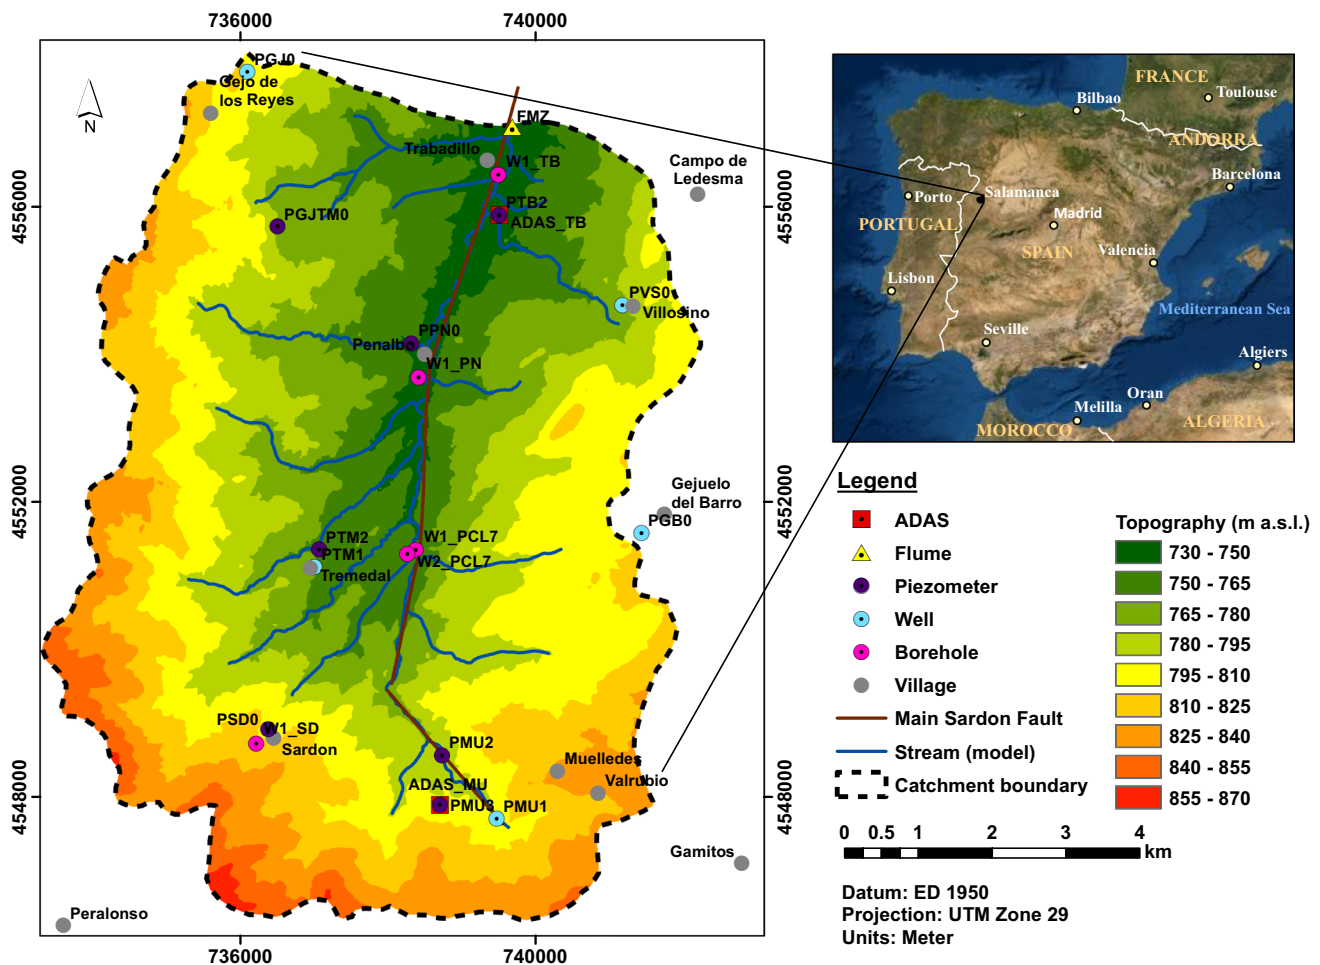 736000
740000
PGJ0
Gejo de
los Reyes
N
FMZ
Trabadillo
W1_TB
Campo de
Ledesma
4556000
PGJTM0
PTB2
ADAS_TB
4556000
PVS0
Villosino
PPN0
Penalbo
W1_PN
4552000
Gejuelo
del Barro
PGB0
4552000
PTM2
PTM1
Tremedal
W1_PCL7
W2_PCL7
PSD0
W1_SD
Sardon
PMU2
Muelledes
Valrubio
ADAS_MU
PMU3
PMU1
4548000
4548000
Gamitos
Peralonso
736000
740000
FRANCE
Bilbao
Toulouse
ANDORRA
Barcelona
Salamanca
Porto
PORTUGAL
Madrid
SPAIN
Valencia
Lisbon
Mediterranean Sea
Seville
Algiers
Oran
Melilla
MOROCCO
ALGERIA
Legend
ADAS
Flume
Piezometer
Well
Borehole
Village
Main Sardon Fault
Stream (model)
Catchment boundary
Topography (m a.s.l.)
730 - 750
750 - 765
765 - 780
780 - 795
795 - 810
810 - 825
825 - 840
840 - 855
855 - 870
0 0.5 1 2 3 4
km
Datum: ED 1950
Projection: UTM Zone 29
Units: Meter